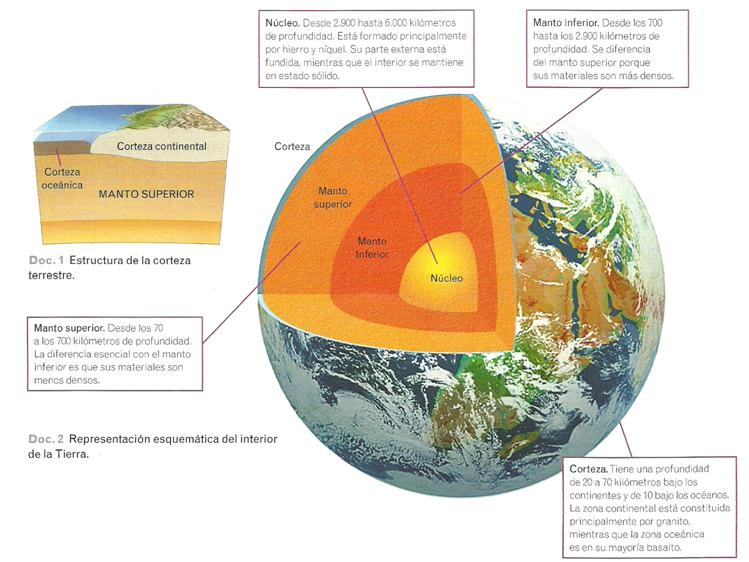 Núcleo. Desde 2.900 hasta 6.000 kilómetros
de profundidad. Está formado principalmente
por hierro y níquel. Su parte externa está
fundida, mientras que el interior se mantiene
en estado sólido.
Manto inferior. Desde los 700
hasta los 2.900 kilómetros de
profundidad. Se diferencia
del manto superior porque
sus materiales son más densos.
Corteza continental
Corteza
oceánica
MANTO SUPERIOR
Doc. 1 Estructura de la corteza
terrestre.
Corteza
Manto
superior
Manto
Inferior
Núcleo
Manto superior. Desde los 70
a los 700 kilómetros de profundidad.
La diferencia esencial con el manto
inferior es que sus materiales son
menos densos.
Doc. 2 Representación esquemática del interior
de la Tierra.
Corteza. Tiene una profundidad
de 20 a 70 kilómetros bajo los
continentes y de 10 bajo los océanos.
La zona continental está constituida
principalmente por granito,
mientras que la zona oceánica
es en su mayoría basalto.